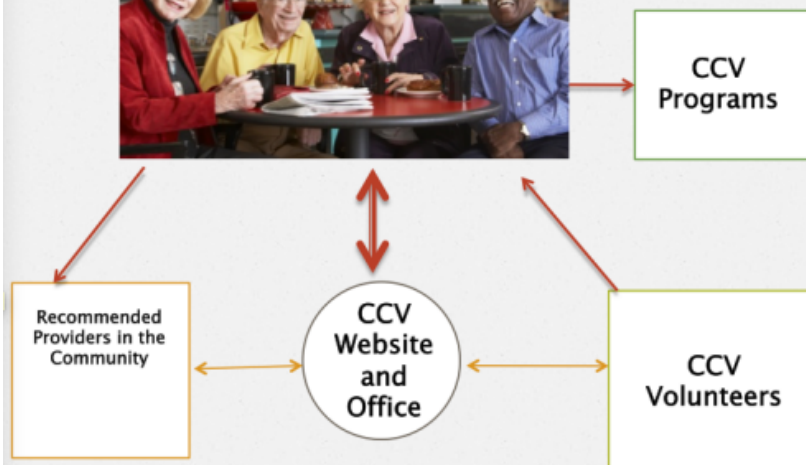 CCV
Programs
Recommended
Providers in the
Community
CCV
Website
and
Office
CCV
Volunteers